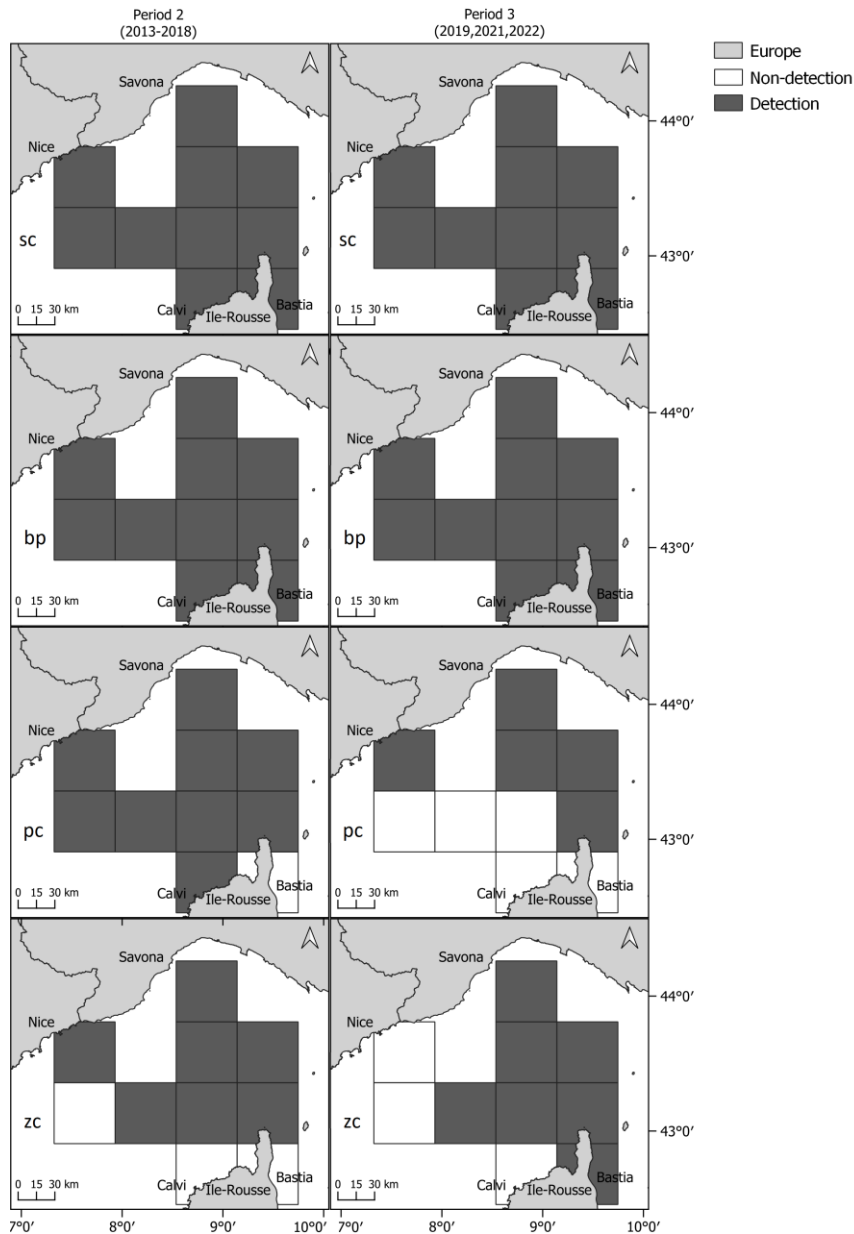 Period 2
(2013-2018)
Period 3
(2019,2021,2022)
Europe
Non-detection
Detection
Savona
Nice
sc
0 15 30 km
Calvi
Ile-Rousse
Bastia
Savona
Nice
sc
0 15 30 km
Calvi
Ile-Rousse
Bastia
44°0′
43°0′
Savona
Nice
bp
0 15 30 km
Calvi
Ile-Rousse
Bastia
Savona
Nice
bp
0 15 30 km
Calvi
Ile-Rousse
Bastia
44°0′
43°0′
Savona
Nice
pc
0 15 30 km
Calvi
Ile-Rousse
Bastia
Savona
Nice
pc
0 15 30 km
Calvi
Ile-Rousse
Bastia
44°0′
43°0′
Savona
Nice
zc
0 15 30 km
Calvi
Ile-Rousse
Bastia
Savona
Nice
zc
0 15 30 km
Calvi
Ile-Rousse
Bastia
44°0′
43°0′
7°0′ 8°0′ 9°0′ 10°0′ 7°0′ 8°0′ 9°0′ 10°0′